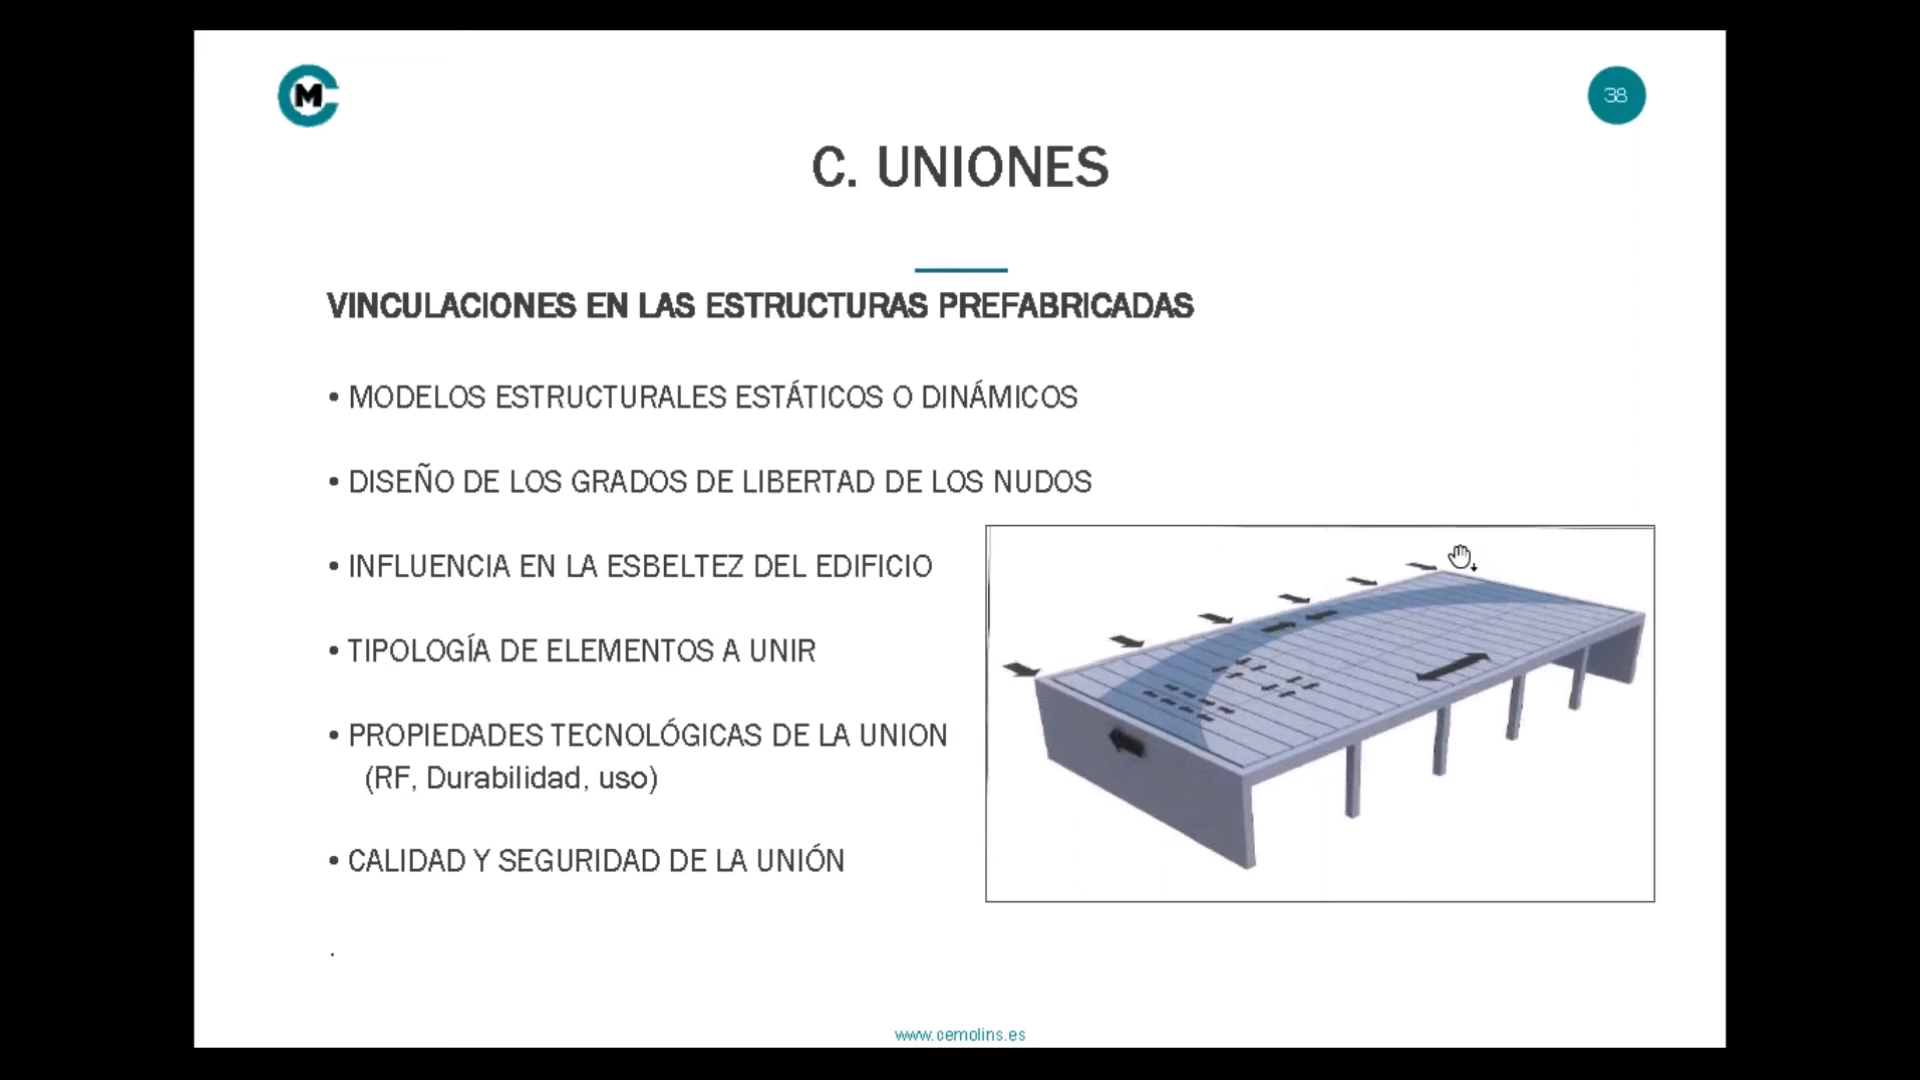 CM
38
C. UNIONES
VINCULACIONES EN LAS ESTRUCTURAS PREFABRICADAS
• MODELOS ESTRUCTURALES ESTÁTICOS O DINÁMICOS
• DISEÑO DE LOS GRADOS DE LIBERTAD DE LOS NUDOS
• INFLUENCIA EN LA ESBELTEZ DEL EDIFICIO
• TIPOLOGÍA DE ELEMENTOS A UNIR
• PROPIEDADES TECNOLÓGICAS DE LA UNION
(RF, Durabilidad, uso)
• CALIDAD Y SEGURIDAD DE LA UNIÓN
.
www.cemolins.es